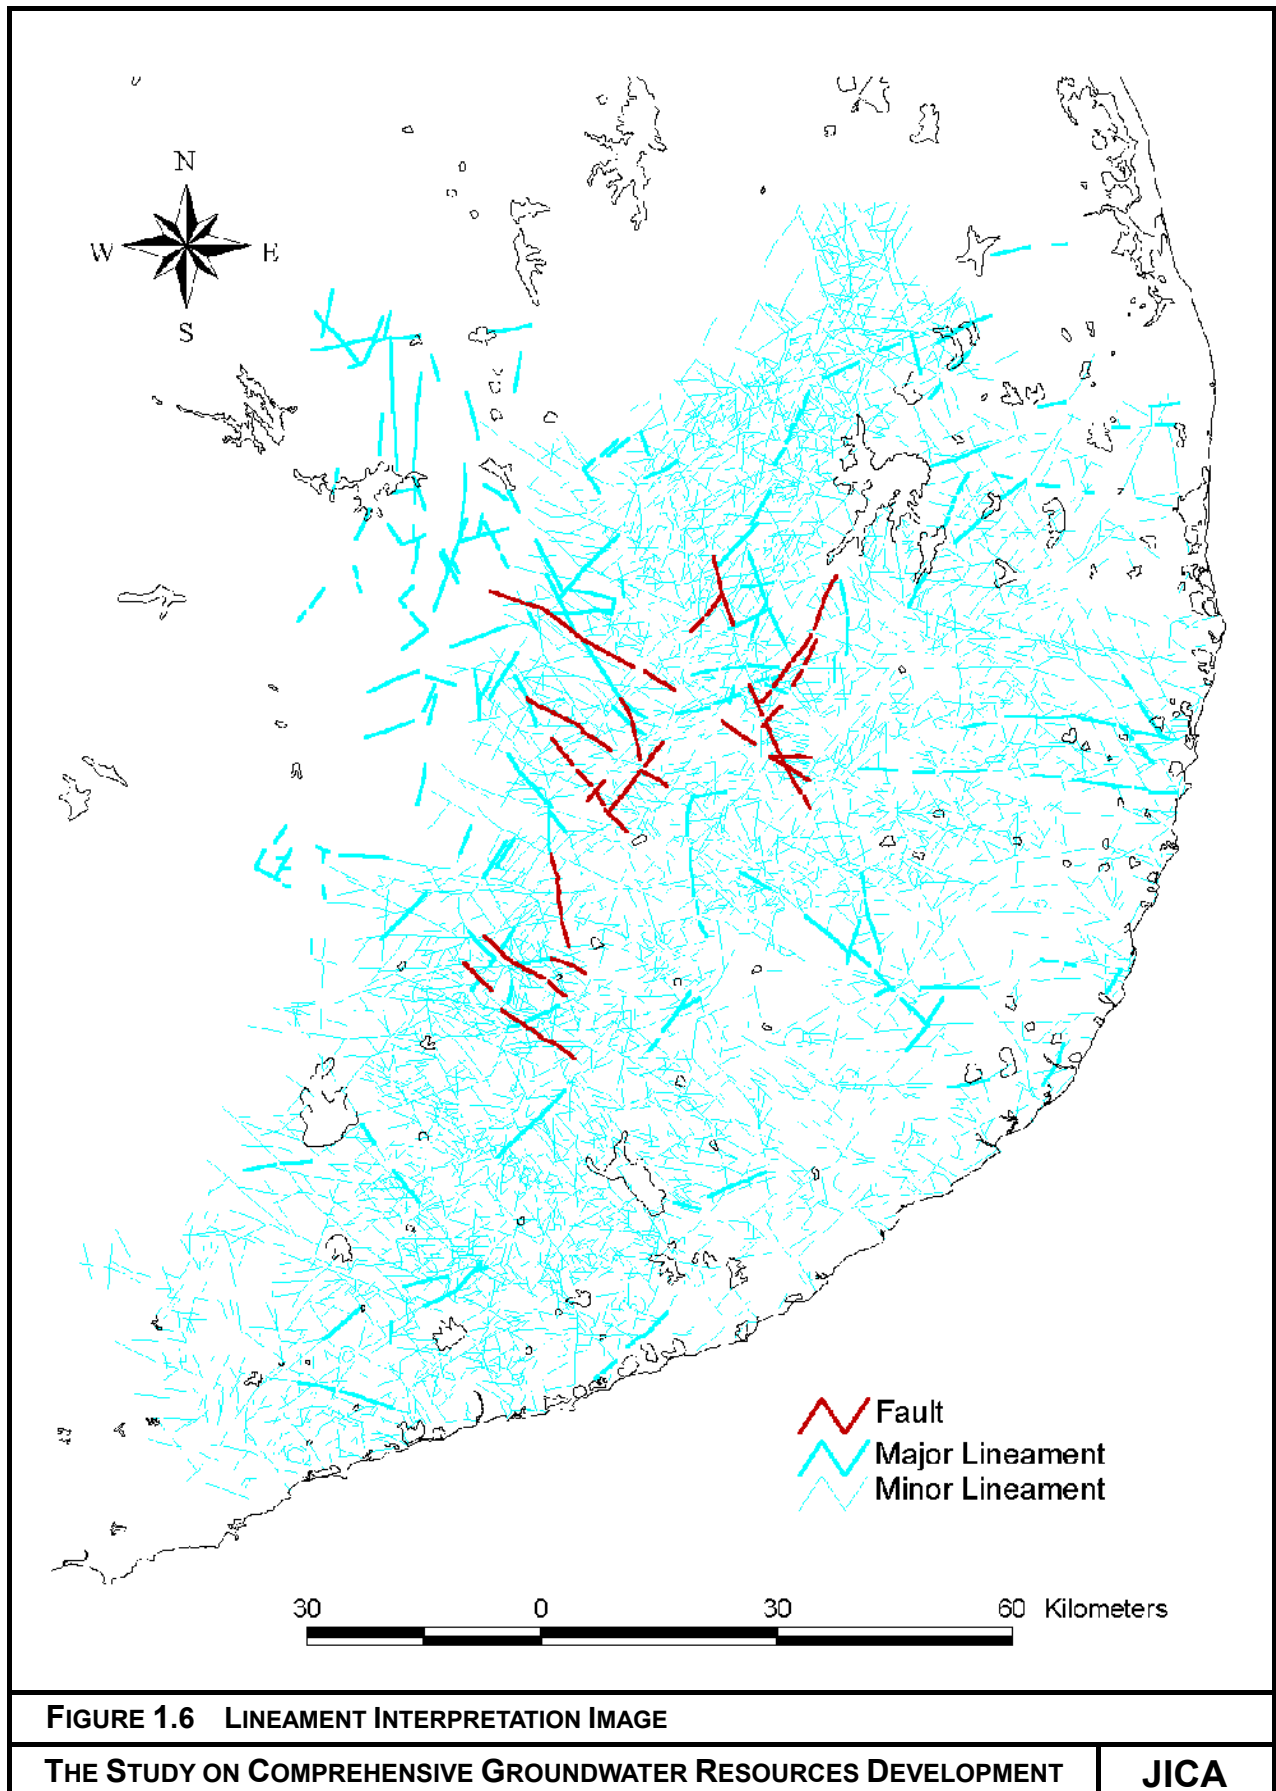 N
W E
S
Fault
Major Lineament
Minor Lineament
30 0 30 60 Kilometers
FIGURE 1.6 LINEAMENT INTERPRETATION IMAGE
THE STUDY ON COMPREHENSIVE GROUNDWATER RESOURCES DEVELOPMENT JICA